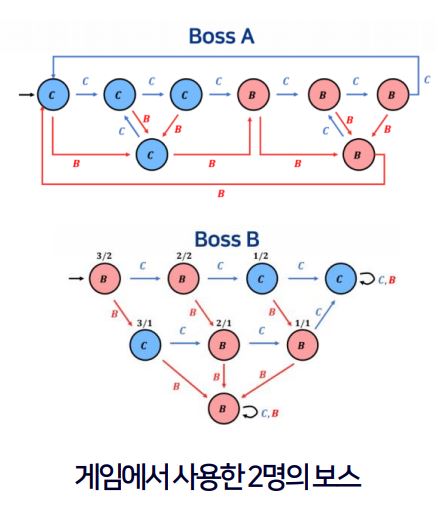 Boss A
C C C C
C C C B C B C B
C B B C B B
B C B B B
B
Boss B
3/2 2/2 1/2
B C B C C C C C, B
B 3/1 B 2/1 B 1/1 C
C C B C B
B B B
B C, B
게임에서 사용한 2명의 보스